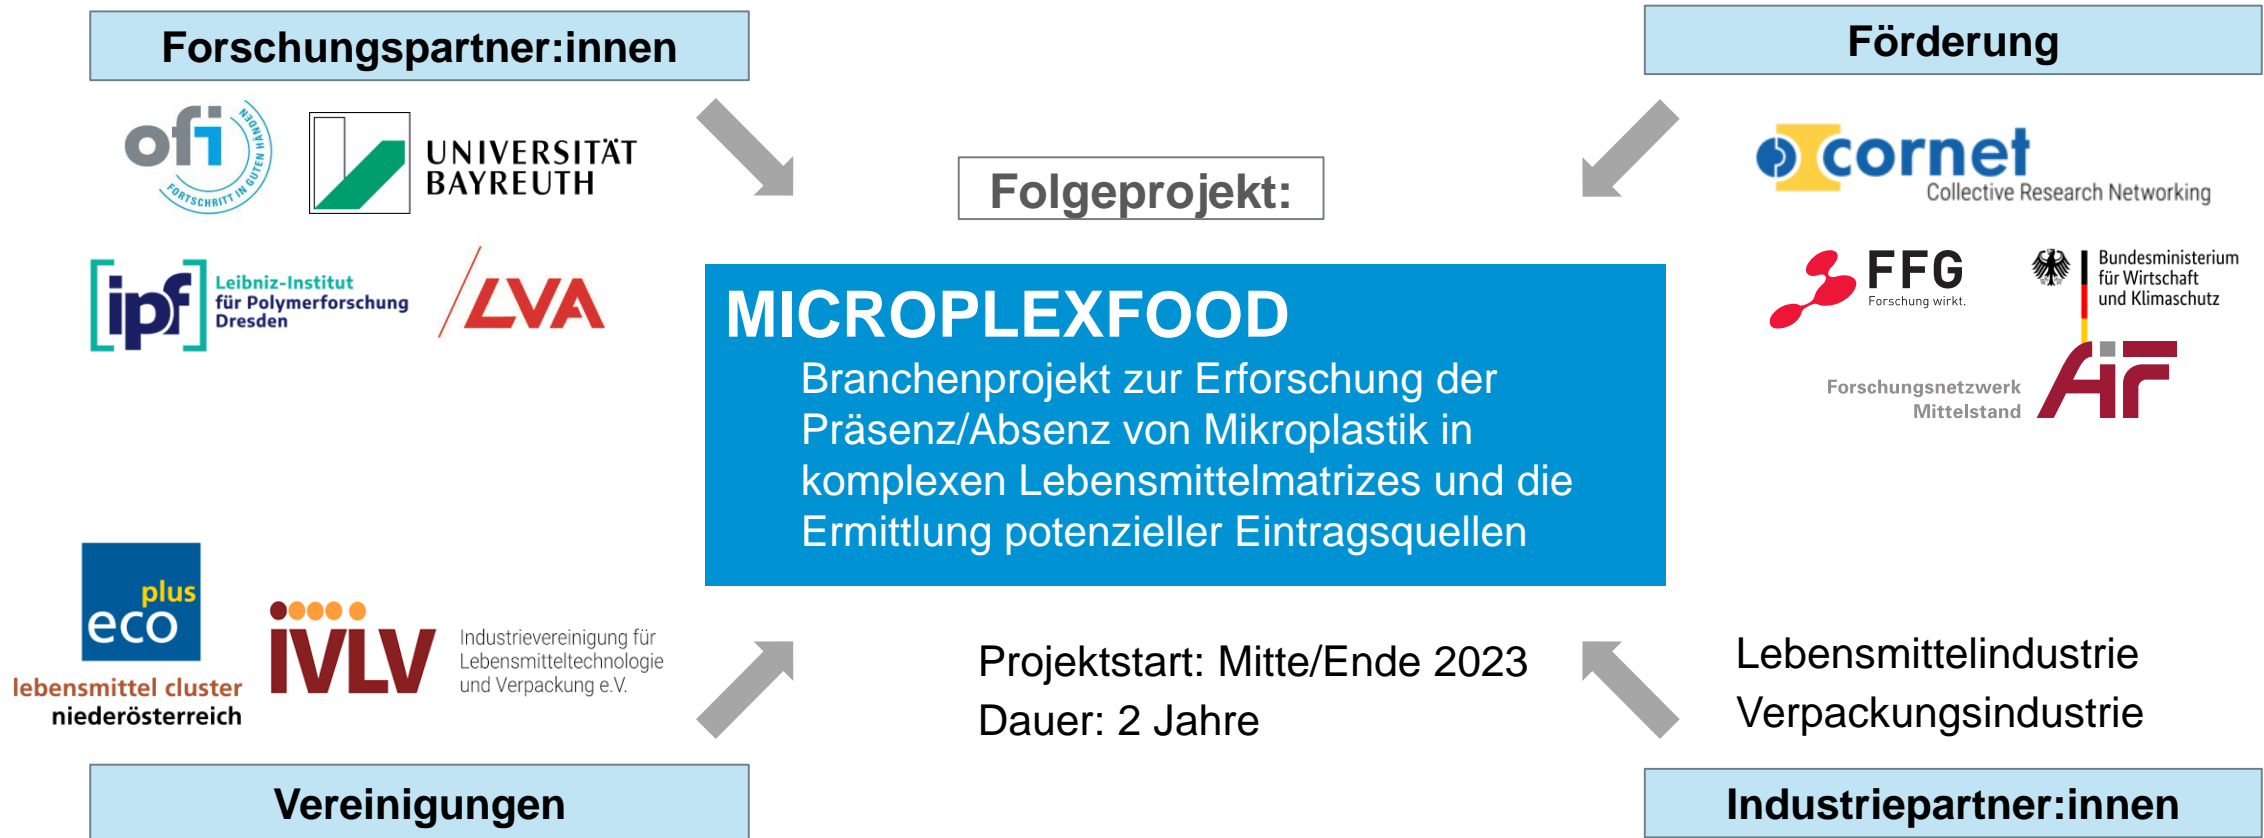 Forschungspartner:innen
ofi
FORTSCHRITT IN GUTEN HÄNDEN
UNIVERSITÄT
BAYREUTH
[ipf]
Leibniz-Institut
für Polymerforschung
Dresden
/LVA
Förderung
cornet
Collective Research Networking
FFG
Forschung wirkt.
Bundesministerium
für Wirtschaft
und Klimaschutz
Forschungsnetzwerk
Mittelstand
AiF
Folgeprojekt:
MICROPLEXFOOD
Branchenprojekt zur Erforschung der
Präsenz/Absenz von Mikroplastik in
komplexen Lebensmittelmatrizes und die
Ermittlung potenzieller Eintragsquellen
Projektstart: Mitte/Ende 2023
Dauer: 2 Jahre
plus
eco
lebensmittel cluster
niederösterreich
IVLV
Industrievereinigung für
Lebensmitteltechnologie
und Verpackung e.V.
Vereinigungen
Lebensmittelindustrie
Verpackungsindustrie
Industriepartner:innen